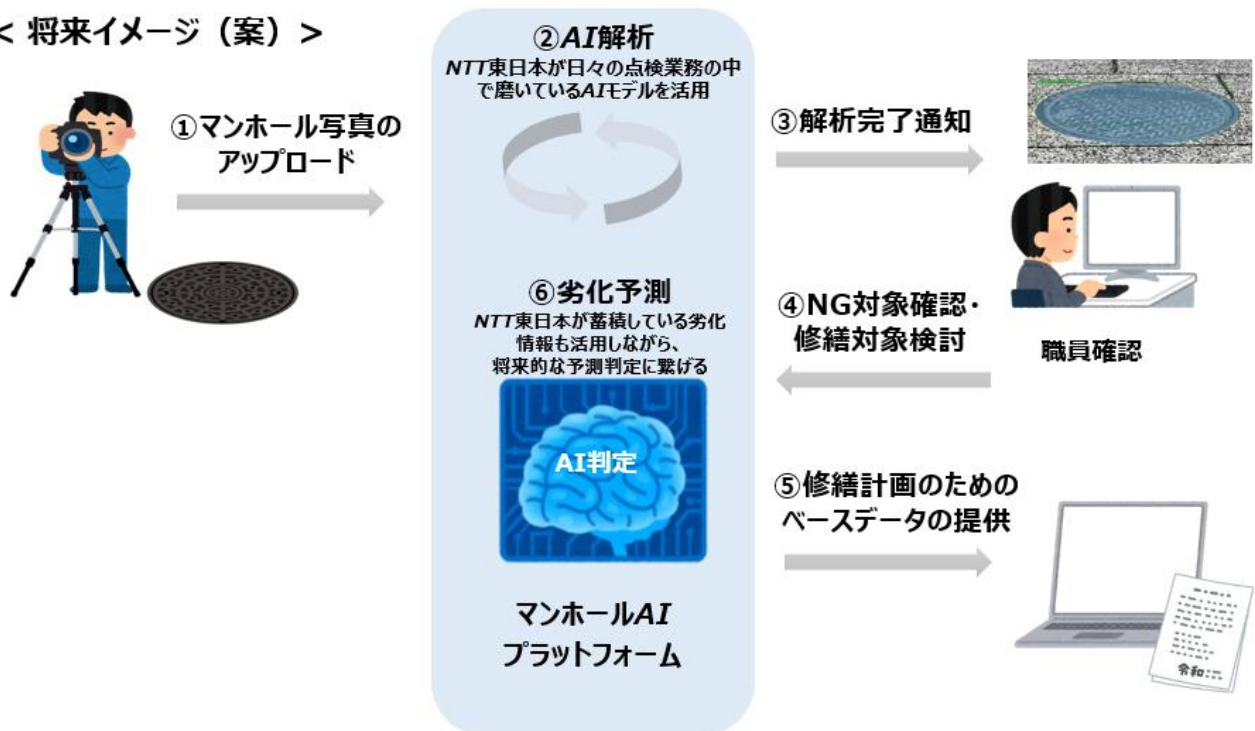 < 将来イメージ（案）>
①マンホール写真の
アップロード
②AI解析
NTT東日本が日々の点検業務の中
で磨いているAIモデルを活用
③解析完了通知
④NG対象確認・
修繕対象検討
職員確認
⑤修繕計画のための
ベースデータの提供
⑥劣化予測
NTT東日本が蓄積している劣化
情報も活用しながら、
将来的な予測判定に繋げる
AI判定
マンホールAI
プラットフォーム
令和